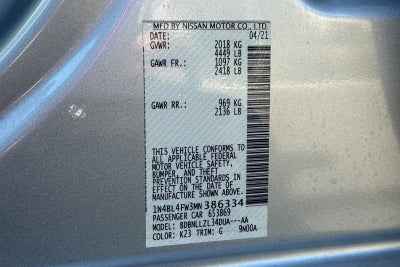 MFD BY NISSAN MOTOR CO., LTD.
DATE: 04/21
GVWR: 2018 KG
4449 LB
GAWR FR.: 1097 KG
2418 LB
GAWR RR.: 969 KG
2136 LB
THIS VEHICLE CONFORMS TO
ALL APPLICABLE FEDERAL
MOTOR VEHICLE SAFETY,
BUMPER, AND THEFT
PREVENTION STANDARDS IN
EFFECT ON THE DATE OF
MANUFACTURE SHOWN ABOVE.
1N4BL4FW3MN386334
PASSENGER CAR 653869
MODEL: BDBNLLZL34DUA---AA
COLOR: K23 TRIM: G 9M00A